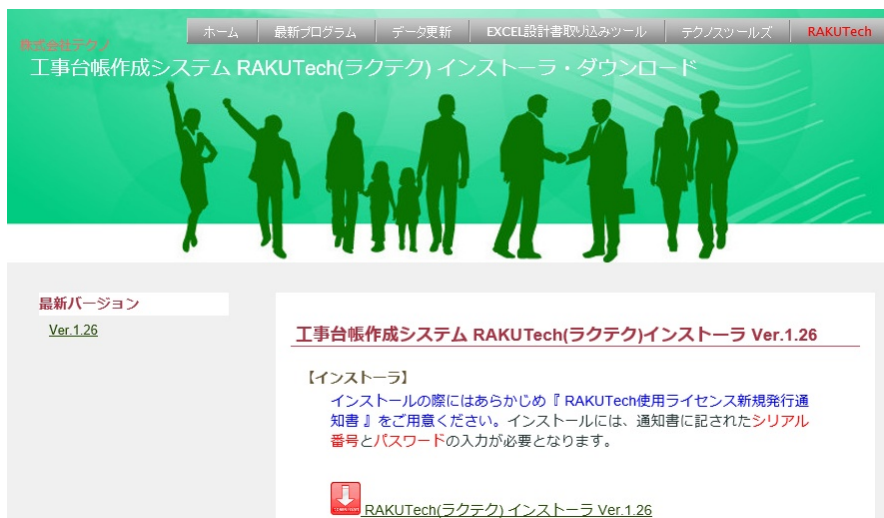 ホーム
最新プログラム
データ更新
EXCEL設計書取り込みツール
テクノスツールズ
RAKUTech
株式会社テクノ
工事台帳作成システム RAKUTech(ラクテク) インストーラ・ダウンロード
最新バージョン
Ver.1.26
工事台帳作成システム RAKUTech(ラクテク)インストーラ Ver.1.26
【インストーラ】
インストールの際にはあらかじめ『 RAKUTech使用ライセンス新規発行通
知書 』をご用意ください。インストールには、通知書に記されたシリアル
番号とパスワードの入力が必要となります。
RAKUTech(ラクテク) インストーラ Ver.1.26